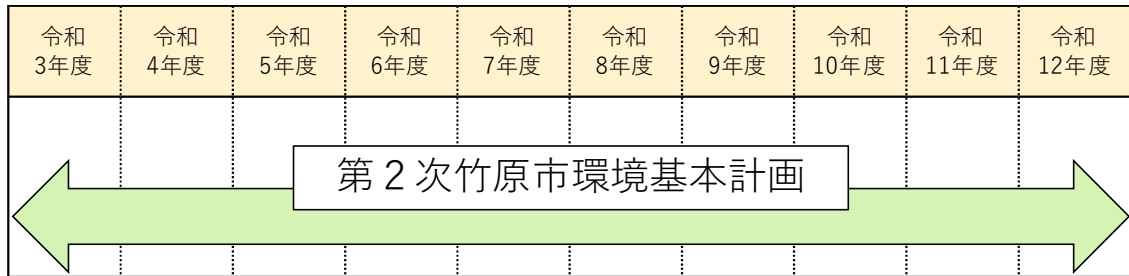 令和
3年度
令和
4年度
令和
5年度
令和
6年度
令和
7年度
令和
8年度
令和
9年度
令和
10年度
令和
11年度
令和
12年度
第２次竹原市環境基本計画